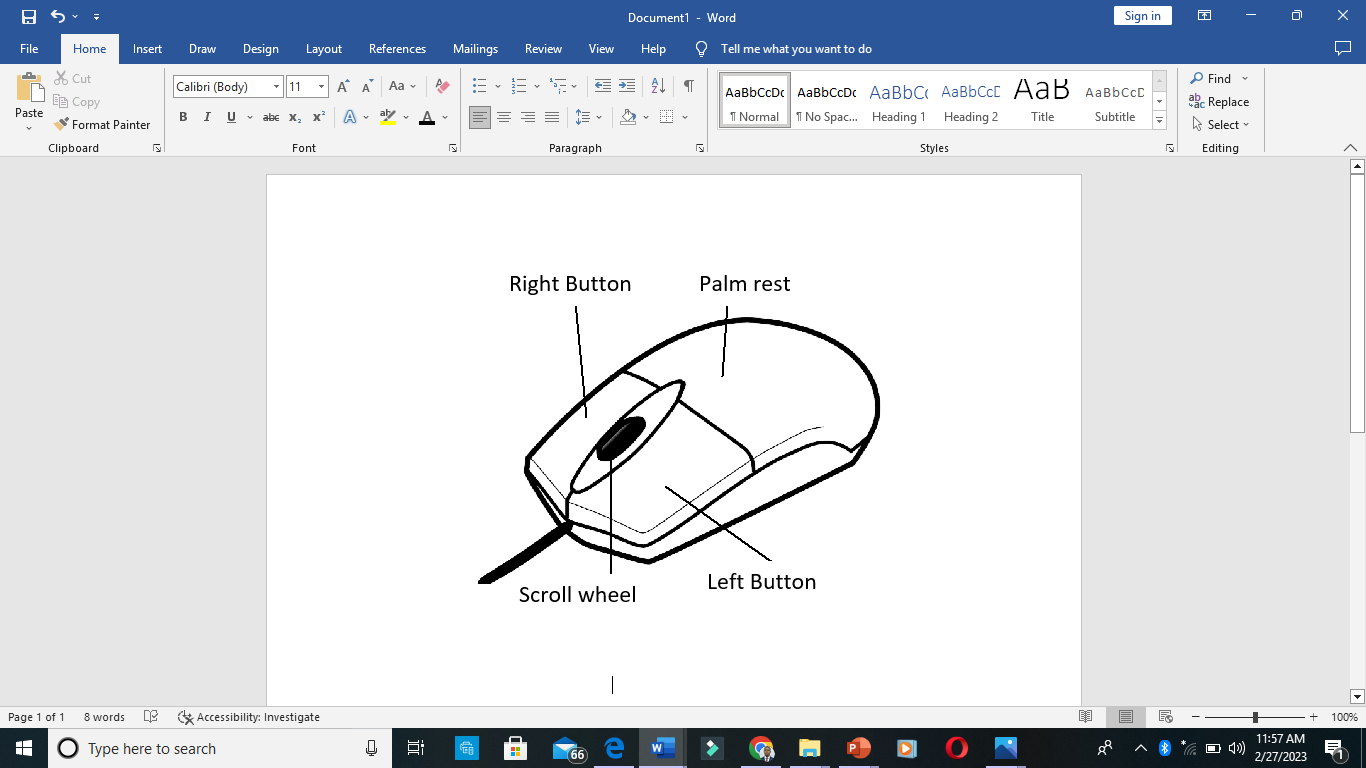 Document1 - Word
Sign in
File Home Insert Draw Design Layout References Mailings Review View Help Tell me what you want to do
Paste
Cut
Copy
Format Painter
Clipboard
Calibri (Body) 11
Font
Paragraph
AaBbCcDc AaBbCcDc AaBbCc AaBbCcD AaB AaBbCcD
¶ Normal ¶ No Spac... Heading 1 Heading 2 Title Subtitle
Styles
Find
Replace
Select
Editing
Right Button Palm rest
Scroll wheel Left Button
Page 1 of 1 8 words Accessibility: Investigate 100%
Type here to search
66
11:57 AM
2/27/2023
1